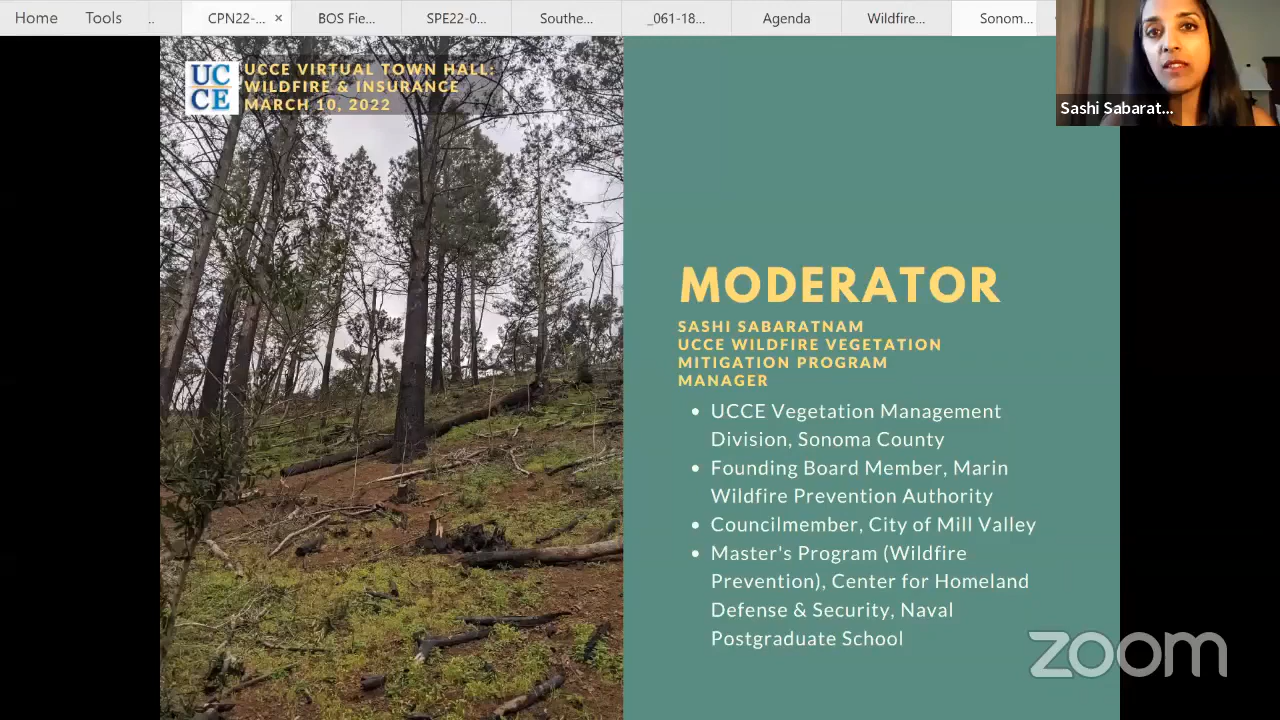 Home Tools .. CPN22-... × BOS Fie... SPE22-0... Southe... _061-18... Agenda Wildfire... Sonom...
Sashi Sabarat...
UC
CE
UCCE VIRTUAL TOWN HALL:
WILDFIRE & INSURANCE
MARCH 10, 2022
MODERATOR
SASHI SABARATNAM
UCCE WILDFIRE VEGETATION
MITIGATION PROGRAM
MANAGER
• UCCE Vegetation Management
Division, Sonoma County
• Founding Board Member, Marin
Wildfire Prevention Authority
• Councilmember, City of Mill Valley
• Master's Program (Wildfire
Prevention), Center for Homeland
Defense & Security, Naval
Postgraduate School
zoom